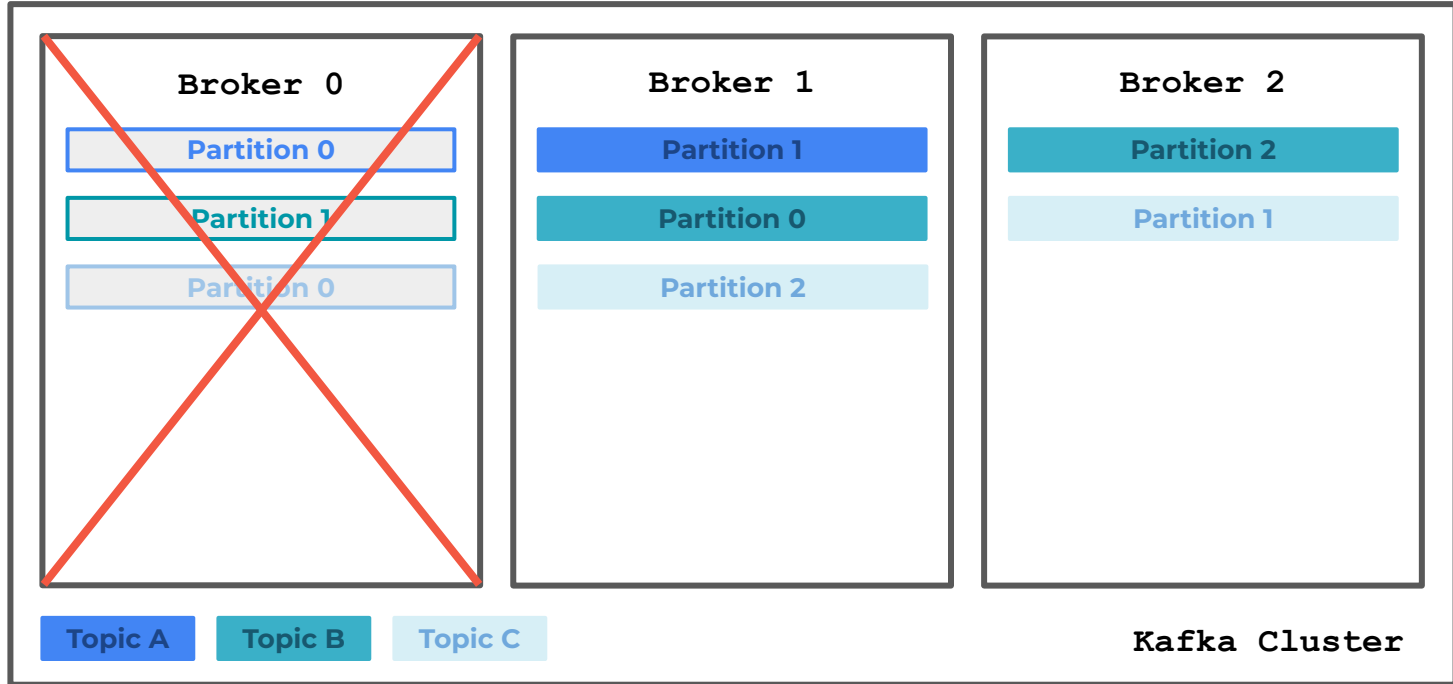 Broker 0
Partition 0
Partition 1
Partition 0
Broker 1
Partition 1
Partition 0
Partition 2
Broker 2
Partition 2
Partition 1
Topic A
Topic B
Topic C
Kafka Cluster